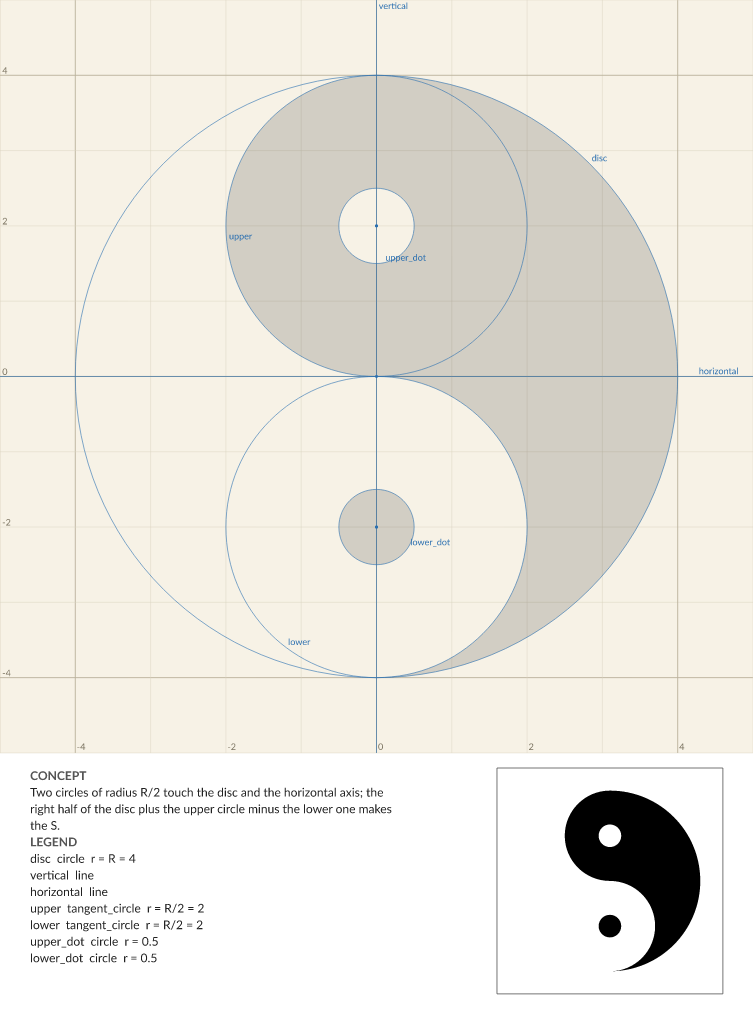 vertical
4
disc
2
upper
upper_dot
0
horizontal
-2
lower_dot
lower
-4
-4
-2
0
2
4
CONCEPT
Two circles of radius R/2 touch the disc and the horizontal axis; the
right half of the disc plus the upper circle minus the lower one makes
the S.
LEGEND
disc circle r = R = 4
vertical line
horizontal line
upper tangent_circle r = R/2 = 2
lower tangent_circle r = R/2 = 2
upper_dot circle r = 0.5
lower_dot circle r = 0.5